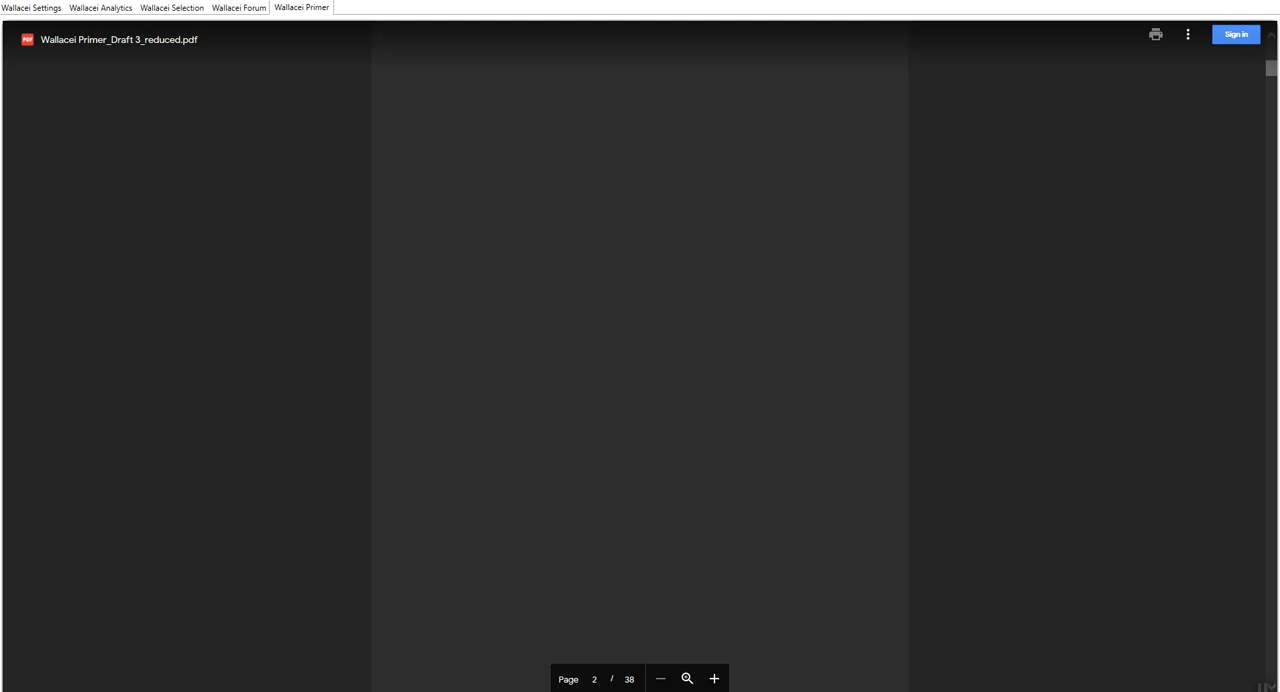 Wallacei Settings Wallacei Analytics Wallacei Selection Wallacei Forum Wallacei Primer
PDF Wallacei Primer_Draft 3_reduced.pdf Sign in
Page 2 / 38